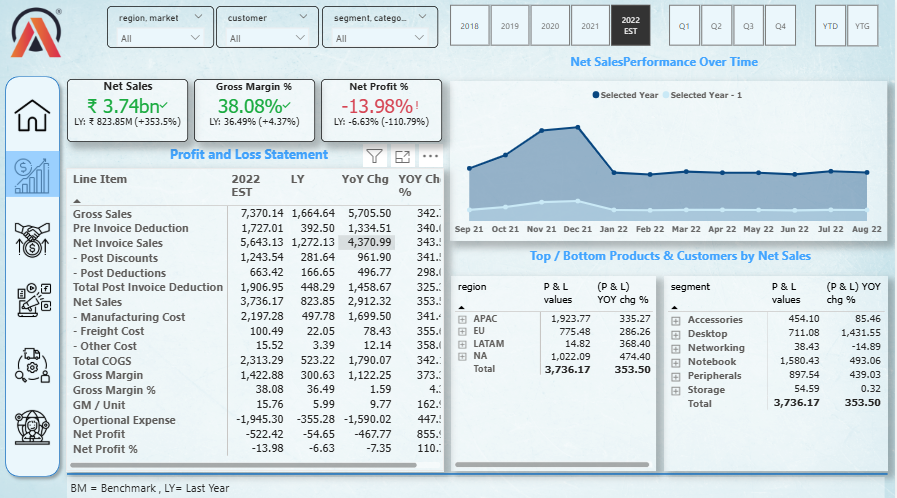 region, market
All
customer
All
segment, catego...
All
2018
2019
2020
2021
2022 EST
Q1
Q2
Q3
Q4
YTD
YTG
Net Sales
₹ 3.74bn
LY: ₹ 823.85M (+353.5%)
Gross Margin %
38.08%
LY: 36.49% (+4.37%)
Net Profit %
-13.98%!
LY: -6.63% (-110.79%)
Net SalesPerformance Over Time
Selected Year Selected Year - 1
Sep 21 Oct 21 Nov 21 Dec 21 Jan 22 Feb 22 Mar 22 Apr 22 May 22 Jun 22 Jul 22 Aug 22
Profit and Loss Statement
Line Item 2022 EST LY YoY Chg YOY Ch %
Gross Sales 7,370.14 1,664.64 5,705.50 342.
Pre Invoice Deduction 1,727.01 392.50 1,334.51 340.
Net Invoice Sales 5,643.13 1,272.13 4,370.99 343.
- Post Discounts 1,243.54 281.64 961.90 341.
- Post Deductions 663.42 166.65 496.77 298.
Total Post Invoice Deduction 1,906.95 448.29 1,458.67 325.
Net Sales 3,736.17 823.85 2,912.32 353.
- Manufacturing Cost 2,197.28 497.78 1,699.50 341.
- Freight Cost 100.49 22.05 78.43 355.
- Other Cost 15.52 3.39 12.14 358.
Total COGS 2,313.29 523.22 1,790.07 342.
Gross Margin 1,422.88 300.63 1,122.25 373.
Gross Margin % 38.08 36.49 1.59 4.
GM / Unit 15.76 5.99 9.77 162.
Opertional Expense -1,945.30 -355.28 -1,590.02 447.
Net Profit -522.42 -54.65 -467.77 855.
Net Profit % -13.98 -6.63 -7.35 110.
Top / Bottom Products & Customers by Net Sales
region P & L values (P & L) YOY chg %
APAC 1,923.77 335.27
EU 775.48 286.26
LATAM 14.82 368.40
NA 1,022.09 474.40
Total 3,736.17 353.50
segment P & L values (P & L) YOY chg %
Accessories 454.10 85.46
Desktop 711.08 1,431.55
Networking 38.43 -14.89
Notebook 1,580.43 493.06
Peripherals 897.54 439.03
Storage 54.59 0.32
Total 3,736.17 353.50
BM = Benchmark , LY= Last Year